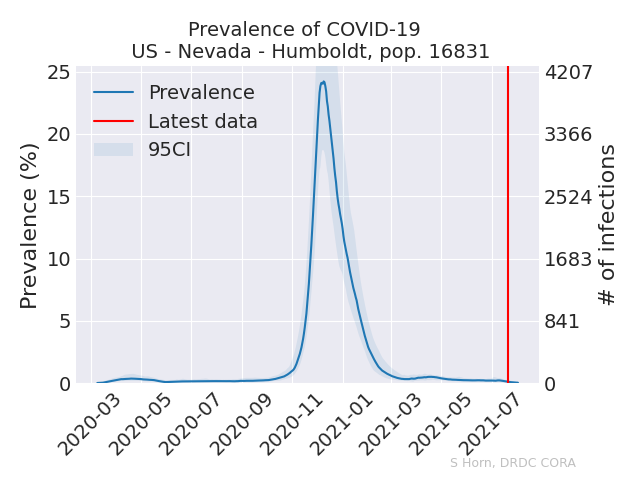 Prevalence of COVID-19
US - Nevada - Humboldt, pop. 16831
Prevalence
Latest data
95CI
Prevalence (%)
25
20
15
10
5
0
4207
3366
2524
1683
841
0
# of infections
2020-03
2020-05
2020-07
2020-09
2020-11
2021-01
2021-03
2021-05
2021-07
S Horn, DRDC CORA